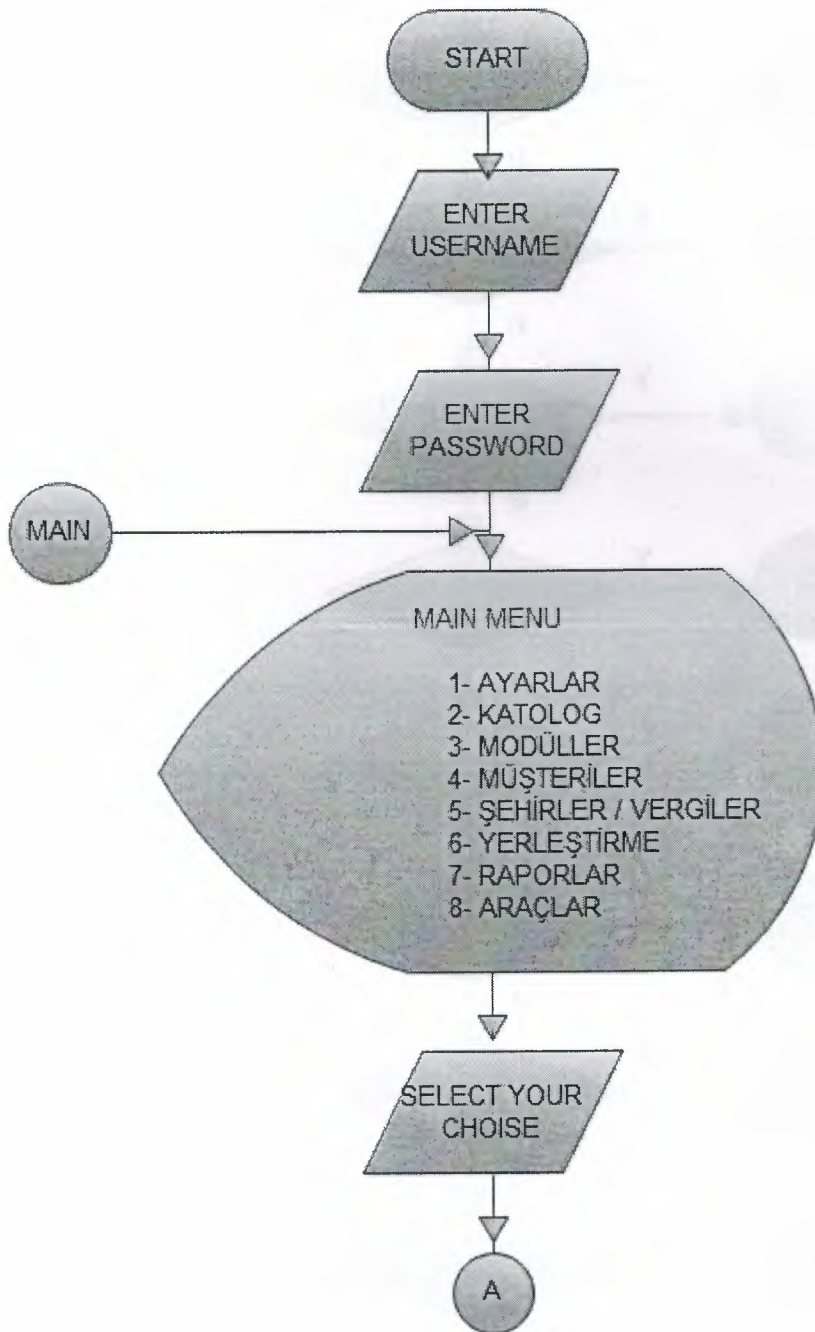 START
ENTER
USERNAME
ENTER
PASSWORD
MAIN
MAIN MENU
1- AYARLAR
2- KATOLOG
3- MODÜLLER
4- MÜŞTERİLER
5- ŞEHİRLER / VERGİLER
6- YERLEŞTİRME
7- RAPORLAR
8- ARAÇLAR
SELECT YOUR
CHOISE
A